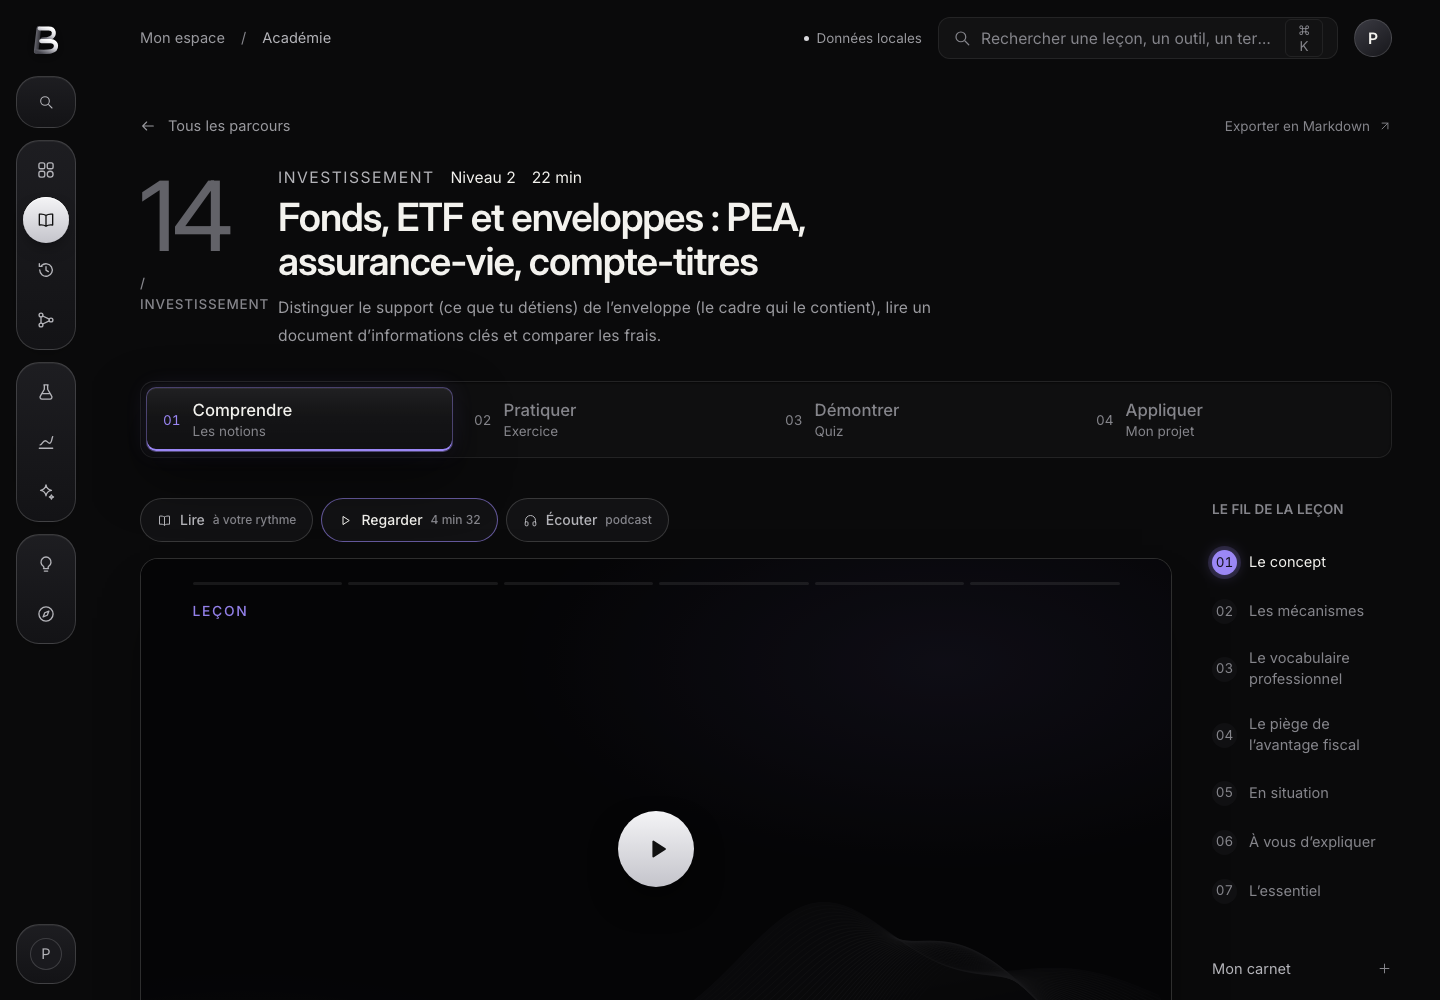 B
Mon espace / Académie
Données locales
Rechercher une leçon, un outil, un ter...
⌘ K
P
Tous les parcours
Exporter en Markdown
14
/ INVESTISSEMENT
INVESTISSEMENT Niveau 2 22 min
Fonds, ETF et enveloppes : PEA,
assurance-vie, compte-titres
Distinguer le support (ce que tu détiens) de l’enveloppe (le cadre qui le contient), lire un
document d’informations clés et comparer les frais.
01 Comprendre
Les notions
02 Pratiquer
Exercice
03 Démontrer
Quiz
04 Appliquer
Mon projet
Lire à votre rythme
Regarder 4 min 32
Écouter podcast
LEÇON
LE FIL DE LA LEÇON
01 Le concept
02 Les mécanismes
03 Le vocabulaire
professionnel
04 Le piège de
l’avantage fiscal
05 En situation
06 À vous d’expliquer
07 L’essentiel
Mon carnet
P